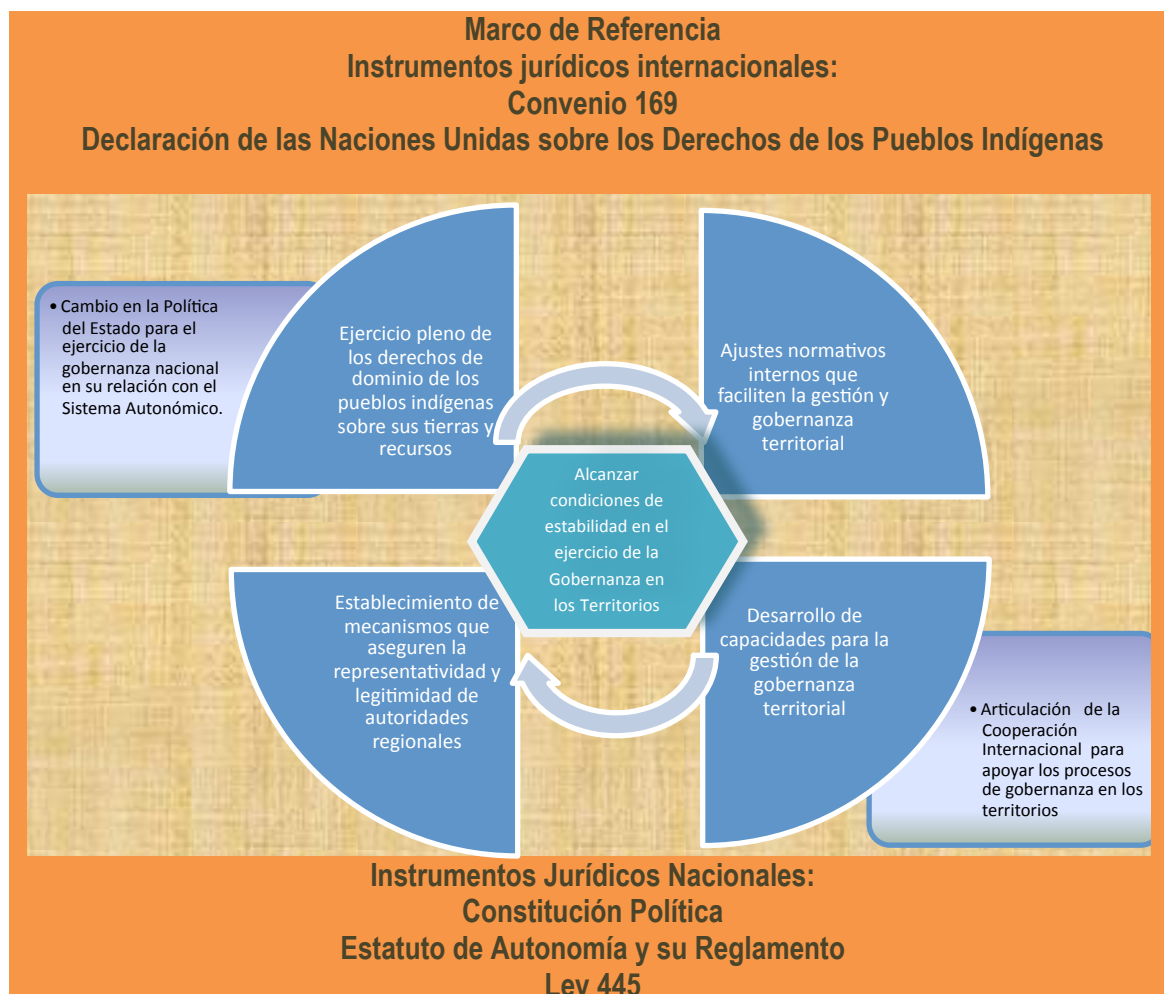 Marco de Referencia
Instrumentos jurídicos internacionales:
Convenio 169
Declaración de las Naciones Unidas sobre los Derechos de los Pueblos Indígenas
• Cambio en la Política
del Estado para el
ejercicio de la
gobernanza nacional
en su relación con el
Sistema Autonómico.
Ejercicio pleno de
los derechos de
dominio de los
pueblos indígenas
sobre sus tierras y
recursos
Ajustes normativos
internos que
faciliten la gestión y
gobernanza
territorial
Alcanzar
condiciones de
estabilidad en el
ejercicio de la
Gobernanza en
los Territorios
Establecimiento de
mecanismos que
aseguren la
representatividad y
legitimidad de
autoridades
regionales
Desarrollo de
capacidades para la
gestión de la
gobernanza
territorial
• Articulación de la
Cooperación
Internacional para
apoyar los procesos
de gobernanza en los
territorios
Instrumentos Jurídicos Nacionales:
Constitución Política
Estatuto de Autonomía y su Reglamento
Ley 445